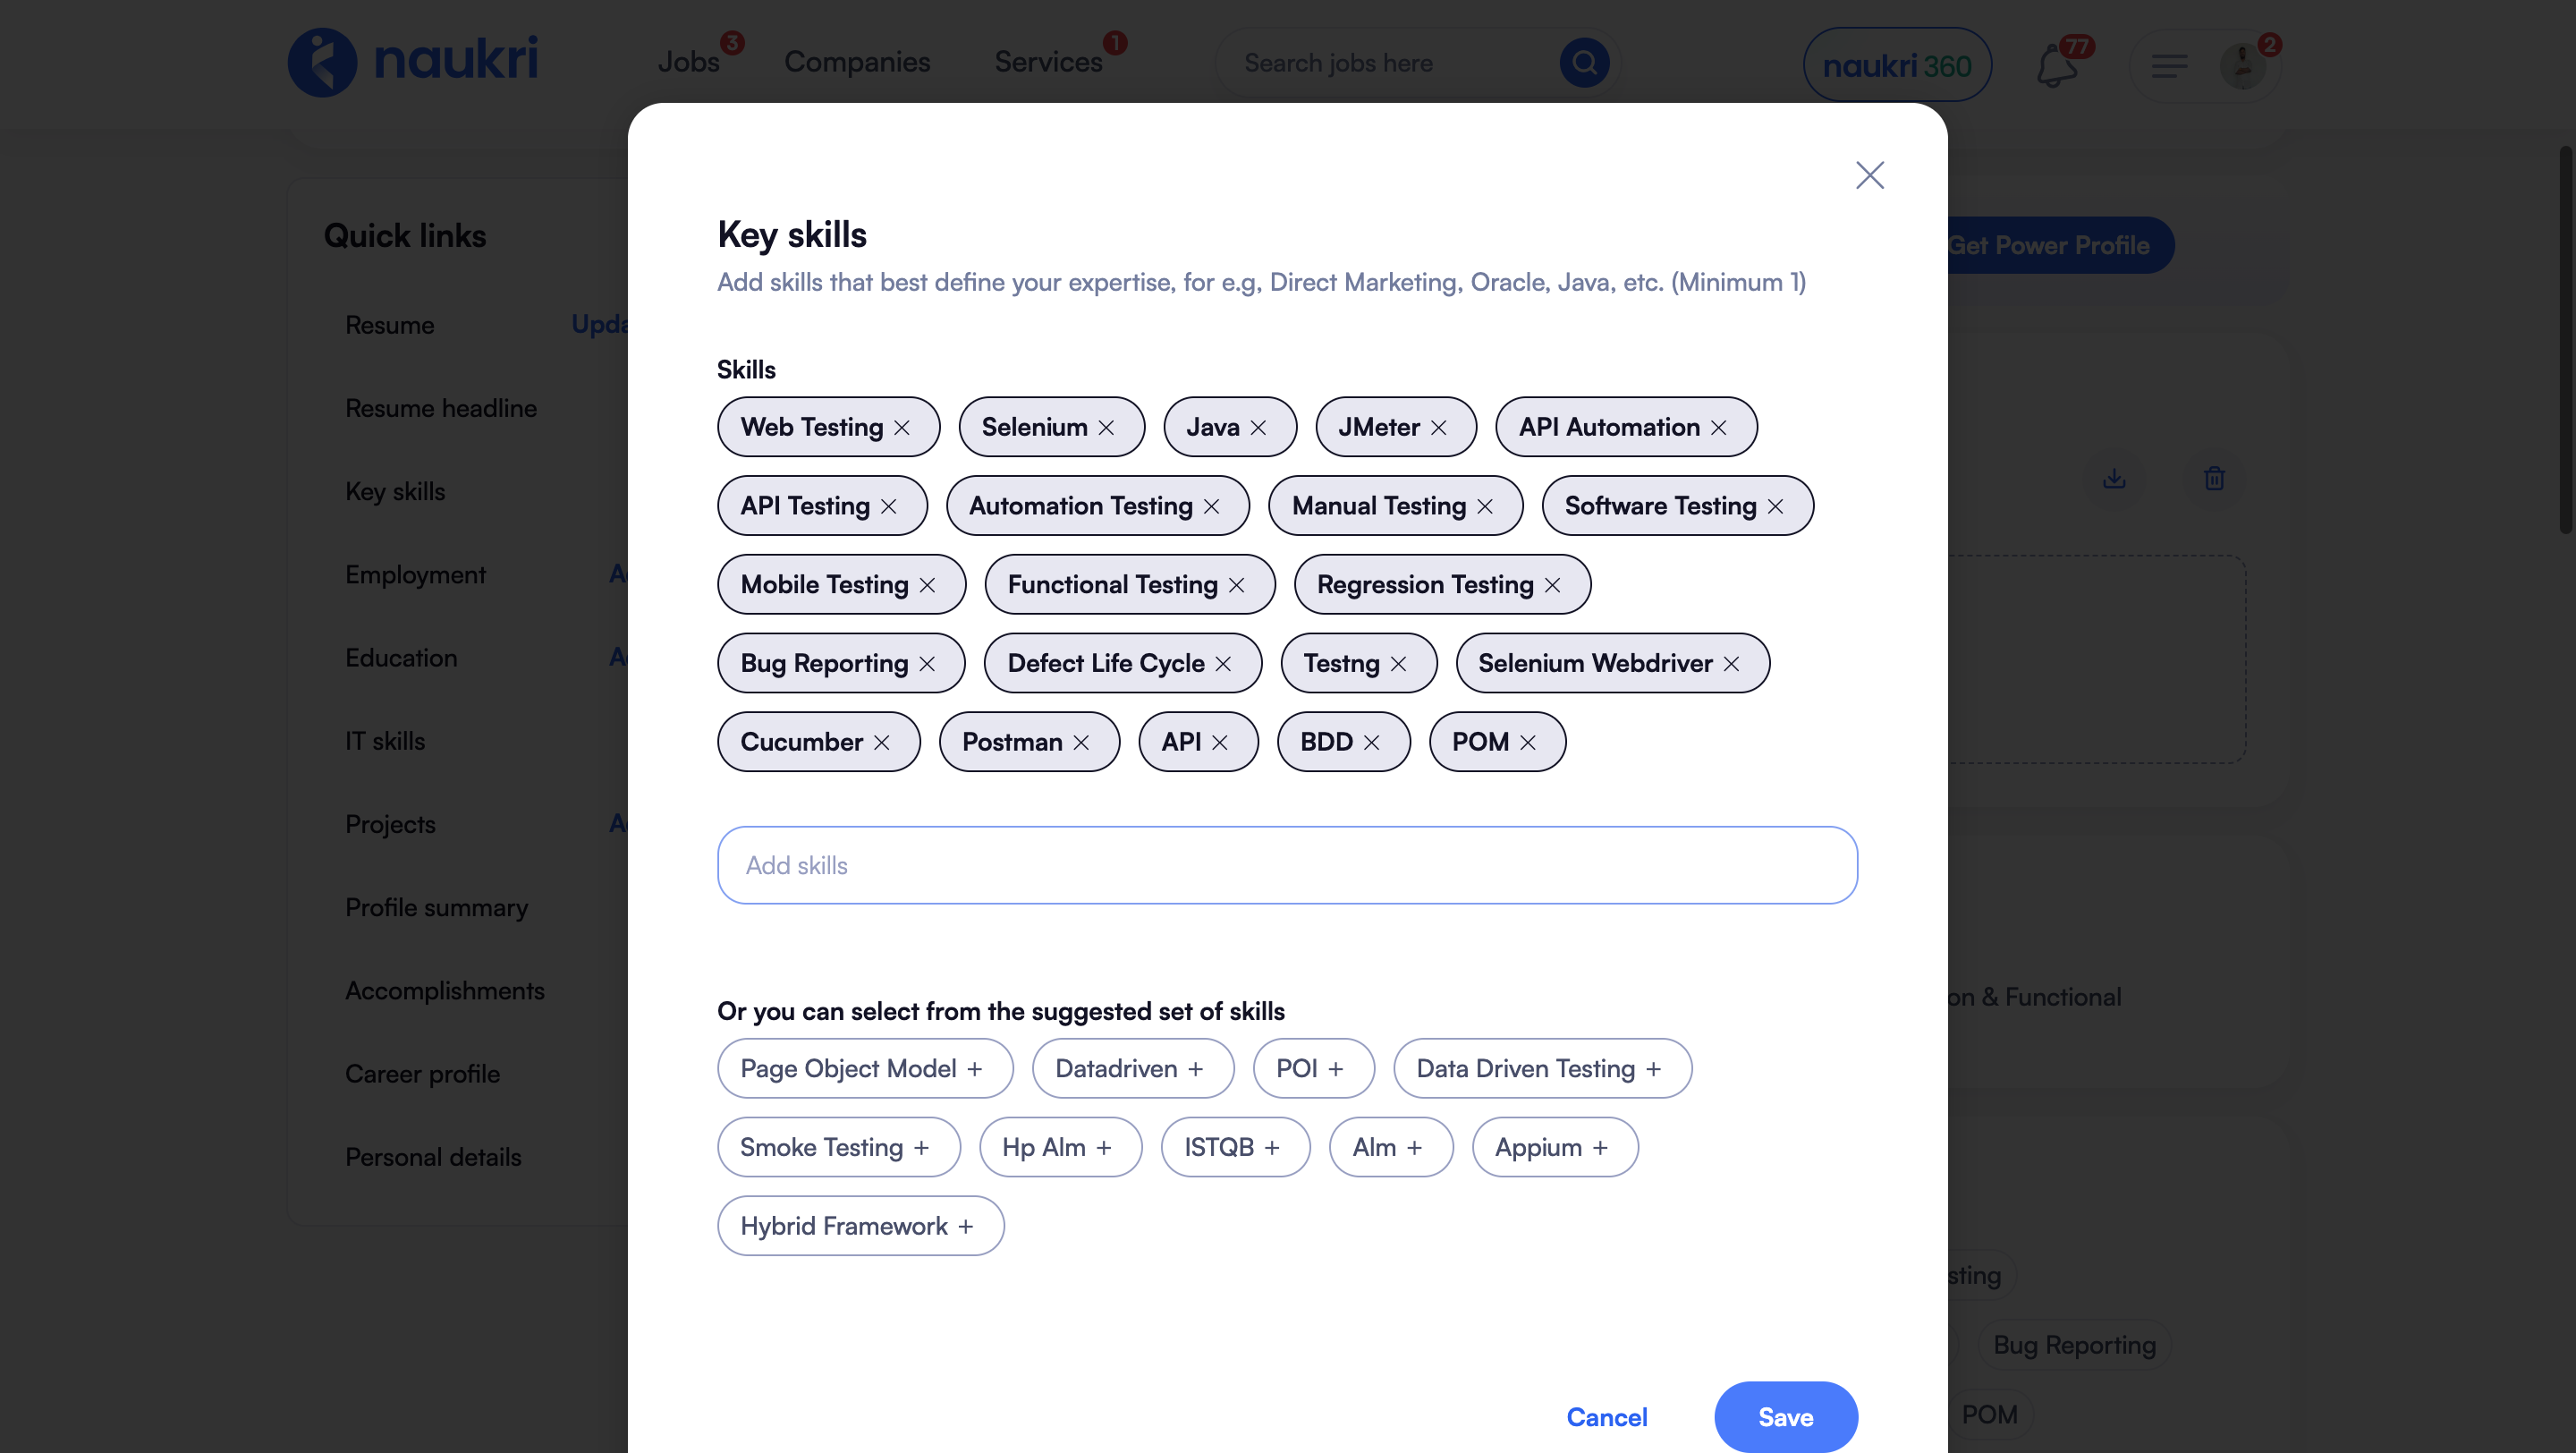 naukri
Jobs 3
Companies
Services 1
Search jobs here
naukri 360
77
2
Quick links
Resume
Resume headline
Key skills
Employment
Education
IT skills
Projects
Profile summary
Accomplishments
Career profile
Personal details
Get Power Profile
Key skills
Add skills that best define your expertise, for e.g, Direct Marketing, Oracle, Java, etc. (Minimum 1)
Skills
Web Testing Selenium Java JMeter API Automation
API Testing Automation Testing Manual Testing Software Testing
Mobile Testing Functional Testing Regression Testing
Bug Reporting Defect Life Cycle Testng Selenium Webdriver
Cucumber Postman API BDD POM
Add skills
Or you can select from the suggested set of skills
Page Object Model + Datadriven + POI + Data Driven Testing +
Smoke Testing + Hp Alm + ISTQB + Alm + Appium +
Hybrid Framework +
Cancel Save
& Functional
Bug Reporting
POM